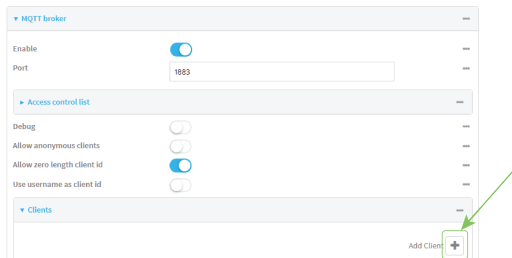 MQTT broker
Enable
Port
1883
Access control list
Debug
Allow anonymous clients
Allow zero length client id
Use username as client id
Clients
Add Client